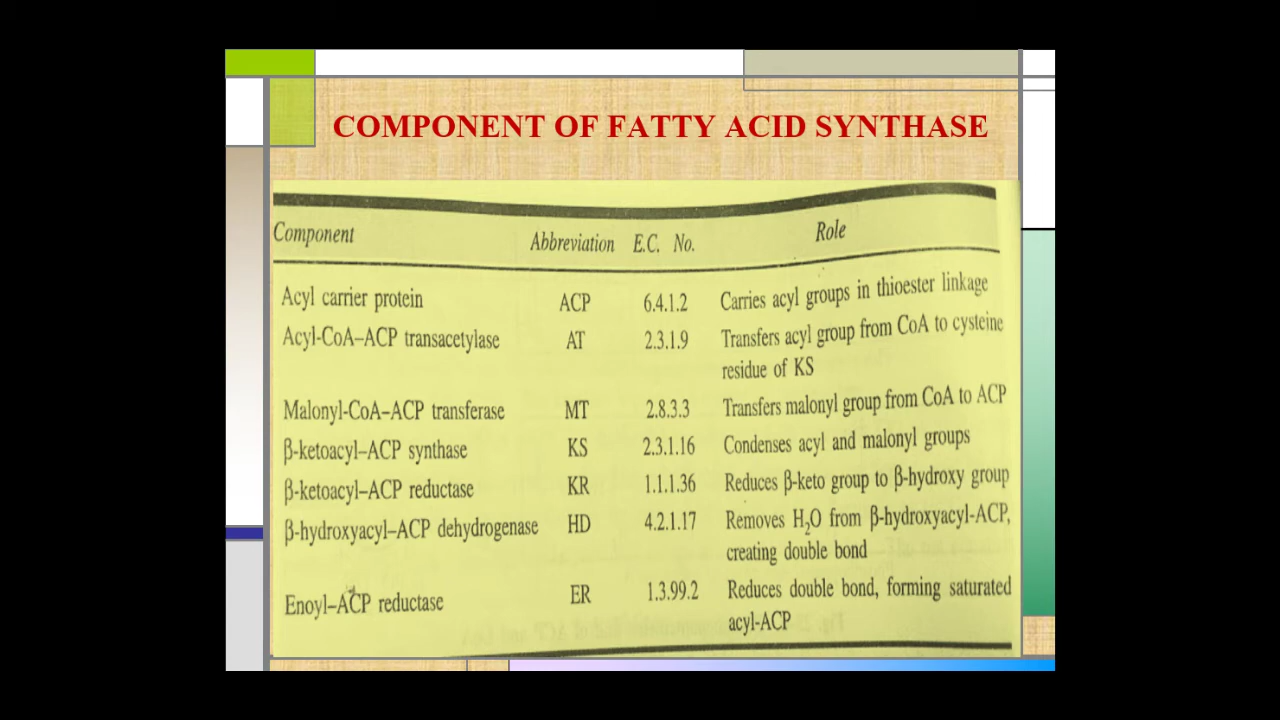 COMPONENT OF FATTY ACID SYNTHASE
Component Abbreviation E.C. No. Role
Acyl carrier protein ACP 6.4.1.2 Carries acyl groups in thioester linkage
Acyl-CoA–ACP transacetylase AT 2.3.1.9 Transfers acyl group from CoA to cysteine
residue of KS
Malonyl-CoA–ACP transferase MT 2.8.3.3 Transfers malonyl group from CoA to ACP
β-ketoacyl–ACP synthase KS 2.3.1.16 Condenses acyl and malonyl groups
β-ketoacyl–ACP reductase KR 1.1.1.36 Reduces β-keto group to β-hydroxy group
β-hydroxyacyl–ACP dehydrogenase HD 4.2.1.17 Removes H₂O from β-hydroxyacyl-ACP,
creating double bond
Enoyl–ACP reductase ER 1.3.99.2 Reduces double bond, forming saturated
acyl-ACP